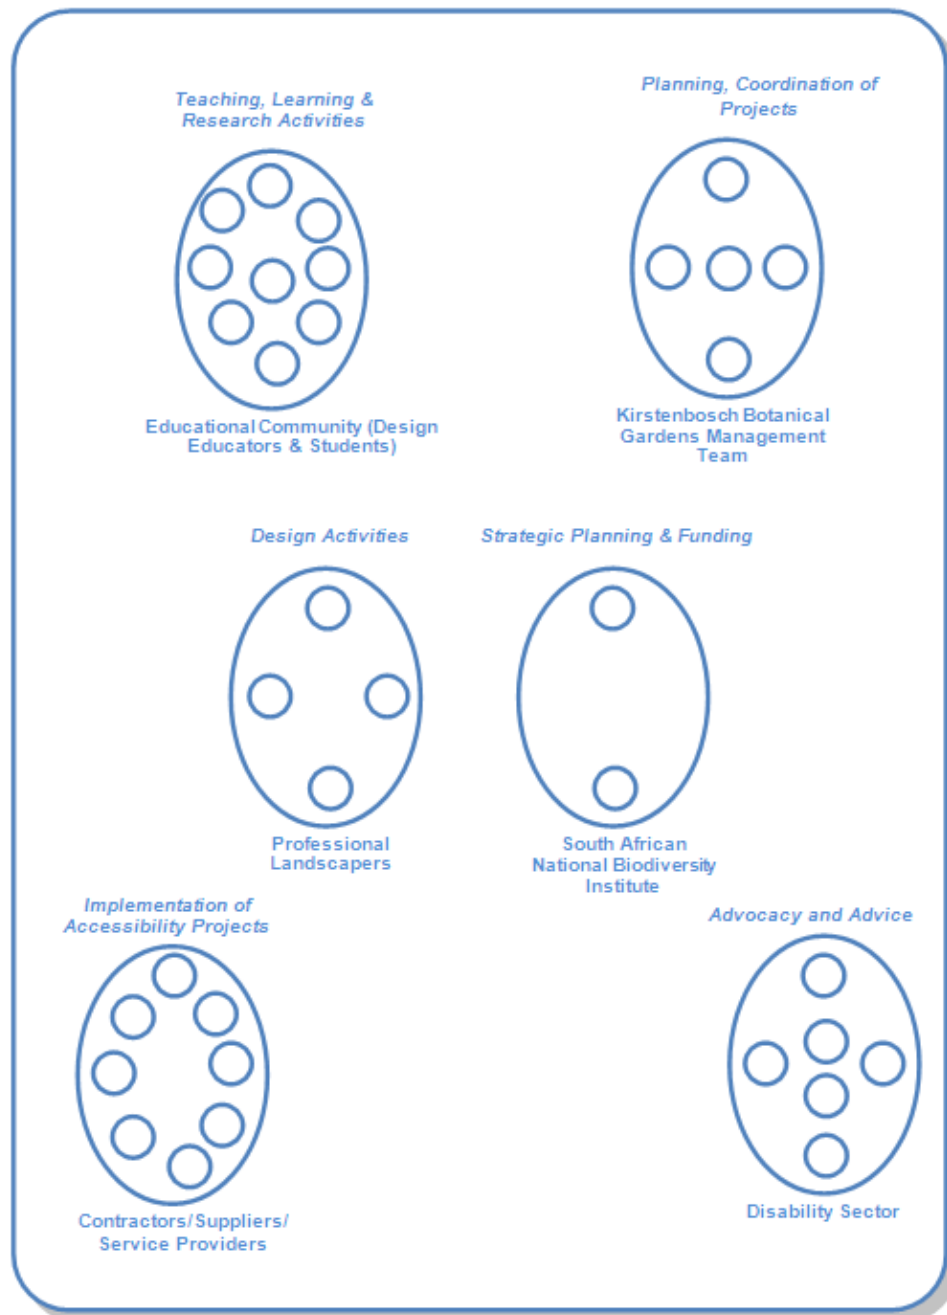 Teaching, Learning &
Research Activities
Planning, Coordination of
Projects
Educational Community (Design
Educators & Students)
Kirstenbosch Botanical
Gardens Management
Team
Design Activities
Strategic Planning & Funding
Professional
Landscapers
South African
National Biodiversity
Institute
Implementation of
Accessibility Projects
Advocacy and Advice
Contractors/Suppliers/
Service Providers
Disability Sector